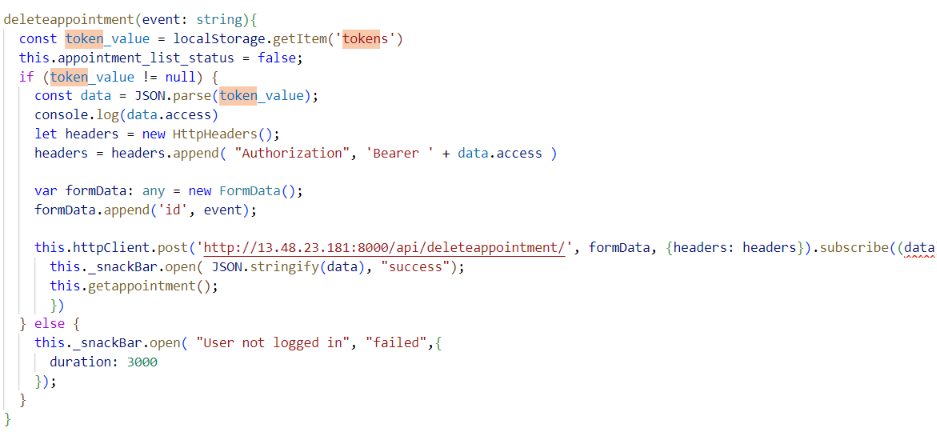 deleteappointment(event: string){
const token_value = localStorage.getItem('tokens')
this.appointment_list_status = false;
if (token_value != null) {
const data = JSON.parse(token_value);
console.log(data.access)
let headers = new HttpHeaders();
headers = headers.append( "Authorization", 'Bearer ' + data.access )
var formData: any = new FormData();
formData.append('id', event);
this.httpClient.post('http://13.48.23.181:8000/api/deleteappointment/', formData, {headers: headers}).subscribe((data
this._snackBar.open( JSON.stringify(data), "success");
this.getappointment();
})
} else {
this._snackBar.open( "User not logged in", "failed",{
duration: 3000
});
}
}